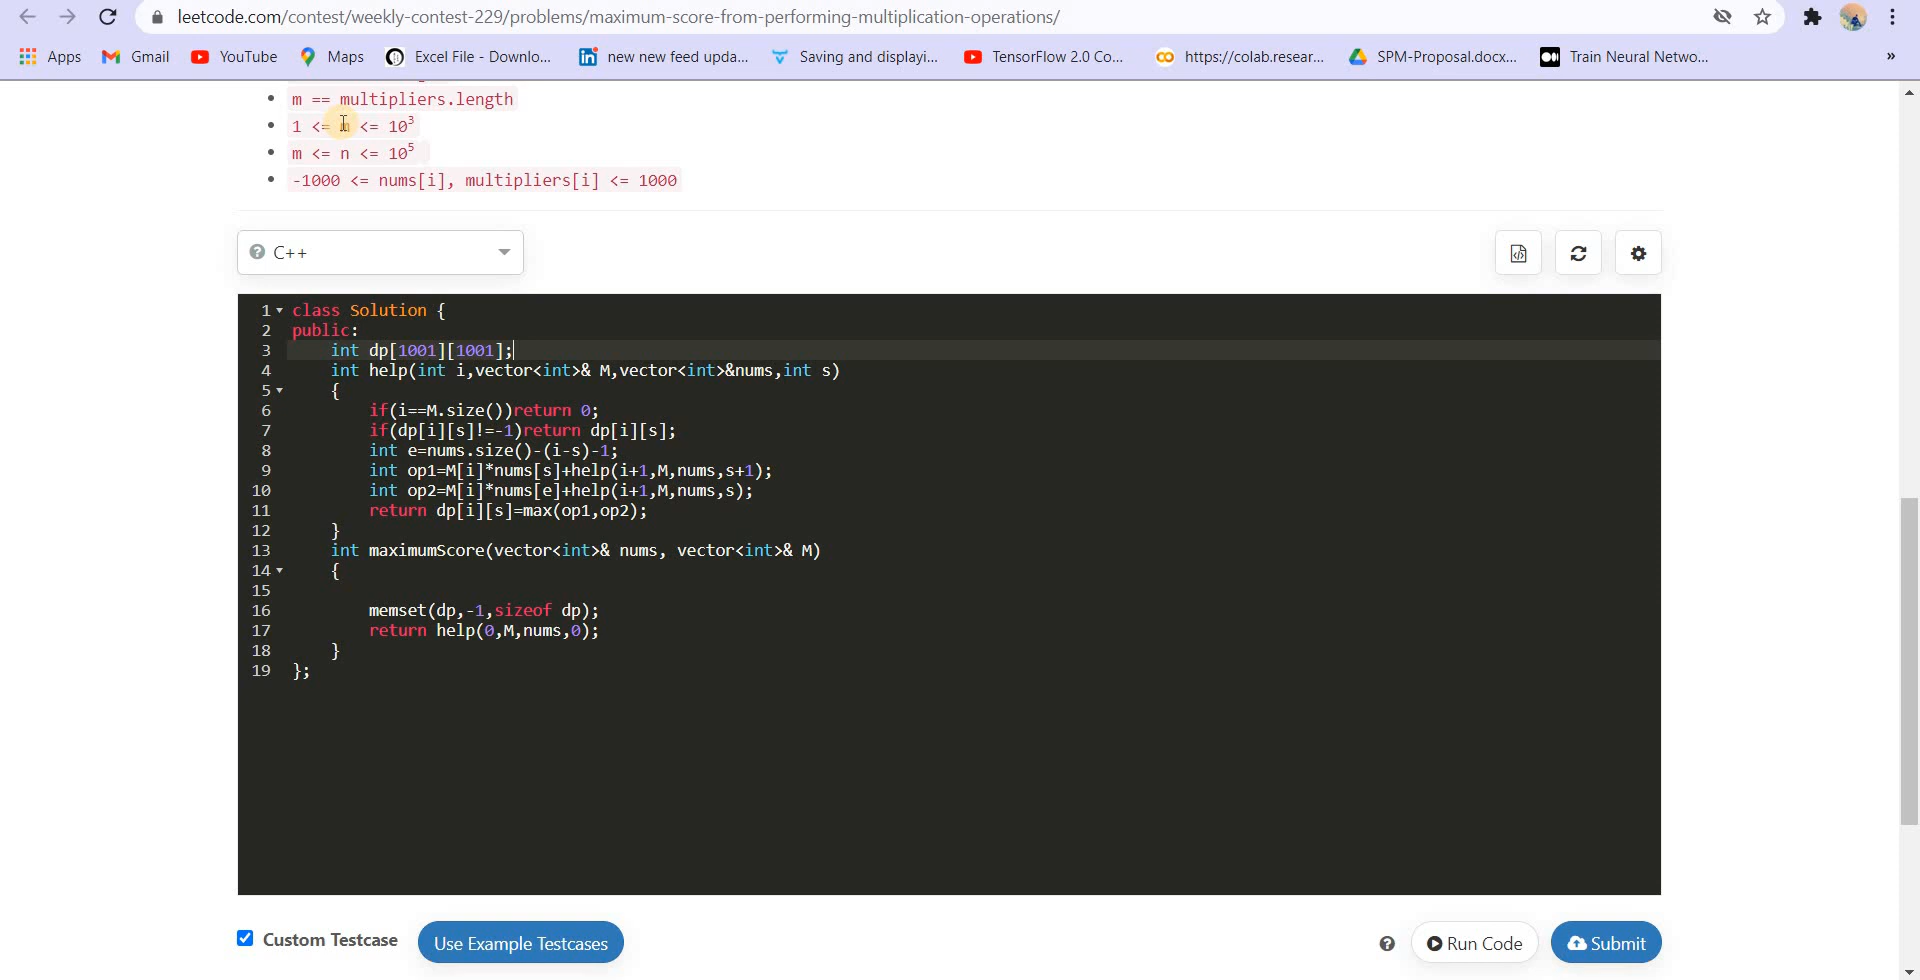 leetcode.com/contest/weekly-contest-229/problems/maximum-score-from-performing-multiplication-operations/
Apps Gmail YouTube Maps Excel File - Downlo... new new feed upda... Saving and displayi... TensorFlow 2.0 Co... https://colab.resear... SPM-Proposal.docx... Train Neural Netwo... »
m == multipliers.length
1 <= m <= 10³
m <= n <= 10⁵
-1000 <= nums[i], multipliers[i] <= 1000
C++
1 class Solution {
2 public:
3 int dp[1001][1001];
4 int help(int i,vector<int>& M,vector<int>&nums,int s)
5 {
6 if(i==M.size())return 0;
7 if(dp[i][s]!=-1)return dp[i][s];
8 int e=nums.size()-(i-s)-1;
9 int op1=M[i]*nums[s]+help(i+1,M,nums,s+1);
10 int op2=M[i]*nums[e]+help(i+1,M,nums,s);
11 return dp[i][s]=max(op1,op2);
12 }
13 int maximumScore(vector<int>& nums, vector<int>& M)
14 {
15
16 memset(dp,-1,sizeof dp);
17 return help(0,M,nums,0);
18 }
19 };
Custom Testcase Use Example Testcases Run Code Submit